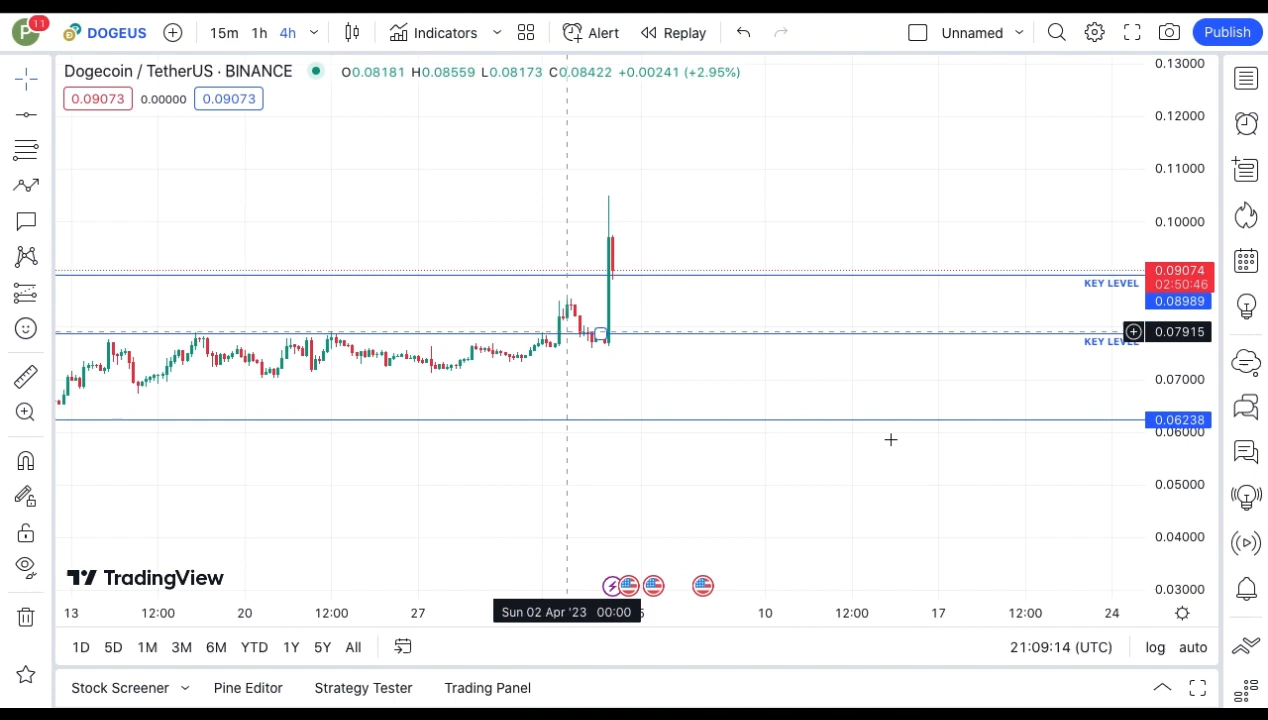 P 11 DOGEUS 15m 1h 4h Indicators Alert Replay Unnamed Publish
Dogecoin / TetherUS · BINANCE O0.08181 H0.08559 L0.08173 C0.08422 +0.00241 (+2.95%)
0.09073 0.00000 0.09073
0.13000
0.12000
0.11000
0.10000
0.09074
02:50:46
KEY LEVEL
0.08989
0.07915
KEY LEVEL
0.07000
0.06238
0.06000
0.05000
0.04000
0.03000
TradingView
13 12:00 20 12:00 27 Sun 02 Apr '23 00:00 10 12:00 17 12:00 24
1D 5D 1M 3M 6M YTD 1Y 5Y All 21:09:14 (UTC) log auto
Stock Screener Pine Editor Strategy Tester Trading Panel